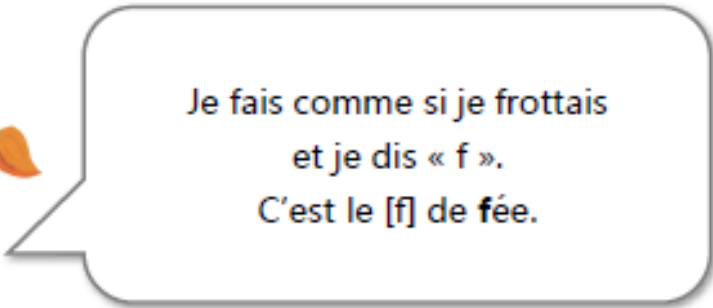 Je fais comme si je frottais
et je dis « f ».
C'est le [f] de fée.